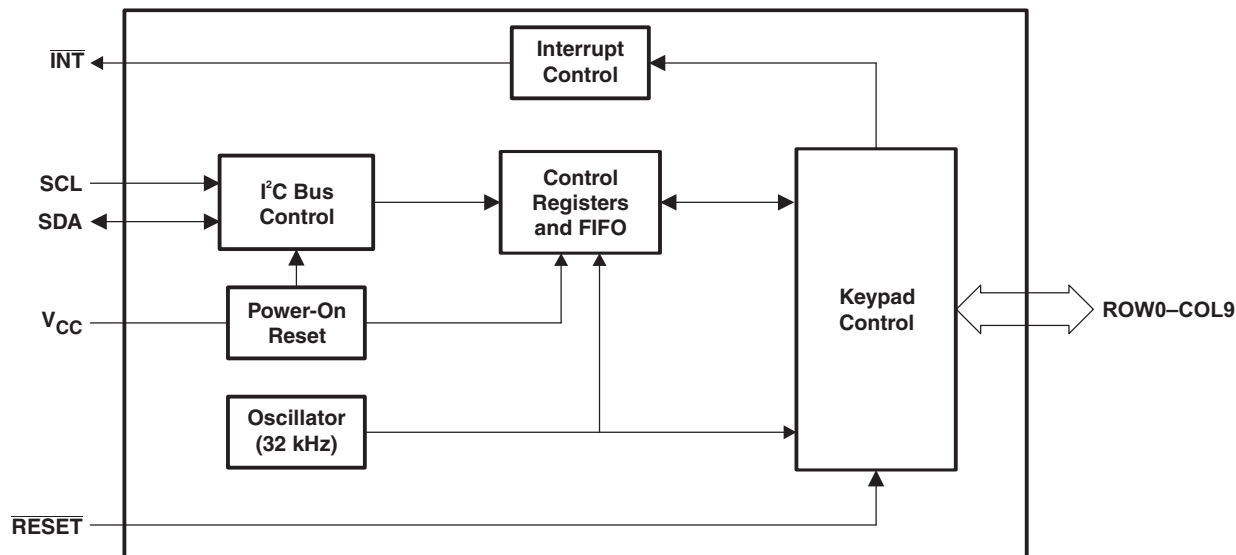 INT
Interrupt
Control
SCL
SDA
I²C Bus
Control
Control
Registers
and FIFO
Keypad
Control
ROW0–COL9
VCC
Power-On
Reset
Oscillator
(32 kHz)
RESET